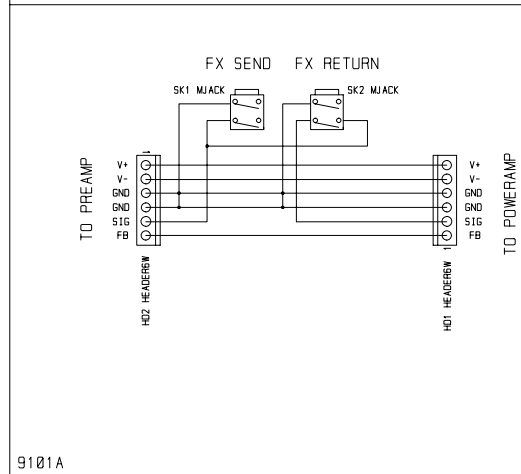 FX SEND FX RETURN
SK1 MJACK SK2 MJACK
TO PREAMP
V+
V-
GND
GND
SIG
FB
1
HD2 HEADER6W
V+
V-
GND
GND
SIG
FB
1
HD1 HEADER6W
TO POWERAMP
9101A